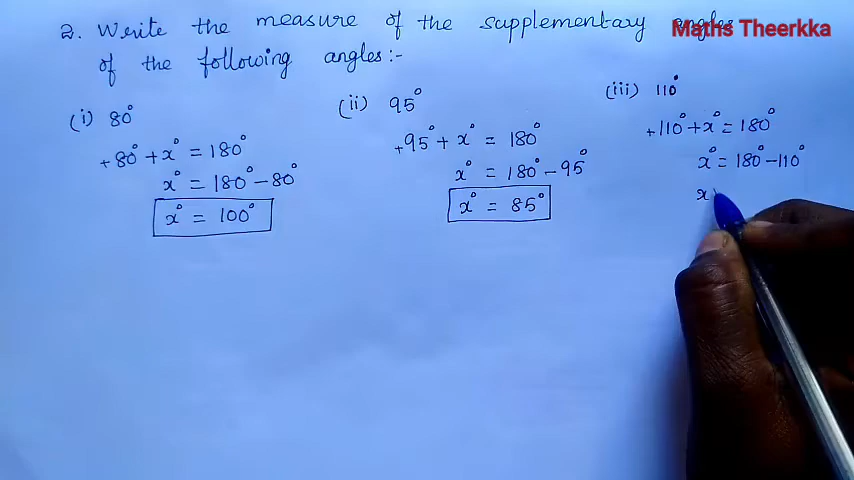 2. Write the measure of the supplementary angles
Maths Theerkka
of the following angles:-
(i) 80°
+80° + x° = 180°
x° = 180° - 80°
x° = 100°
(ii) 95°
+95° + x° = 180°
x° = 180° - 95°
x° = 85°
(iii) 110°
+110° + x° = 180°
x° = 180° - 110°
x